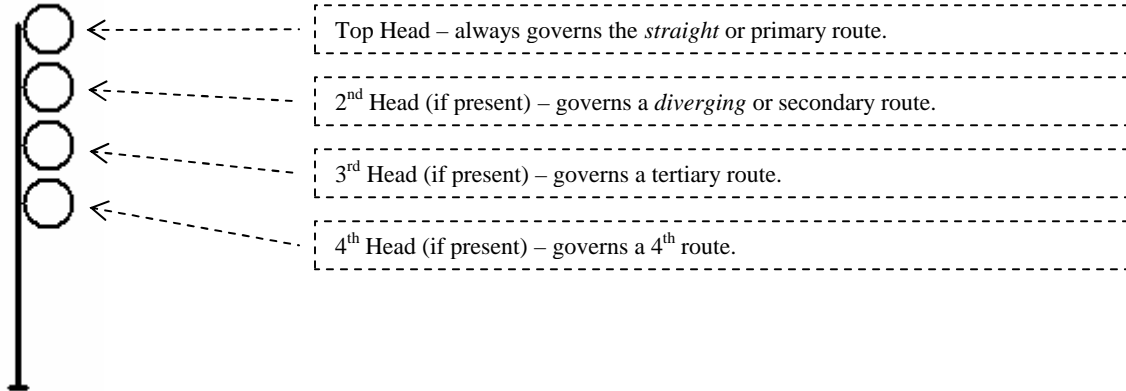 Top Head – always governs the straight or primary route.
2nd Head (if present) – governs a diverging or secondary route.
3rd Head (if present) – governs a tertiary route.
4th Head (if present) – governs a 4th route.